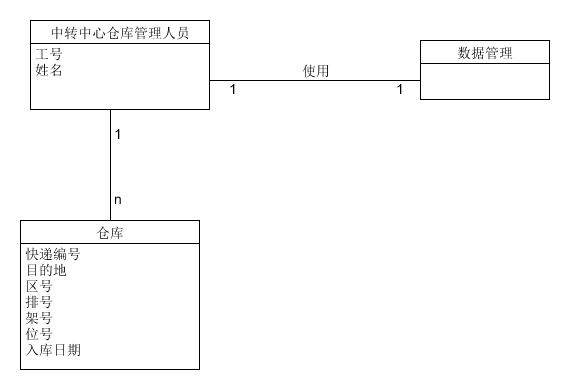 中转中心仓库管理人员
工号
姓名
数据管理
使用
1
1
1
n
仓库
快递编号
目的地
区号
排号
架号
位号
入库日期